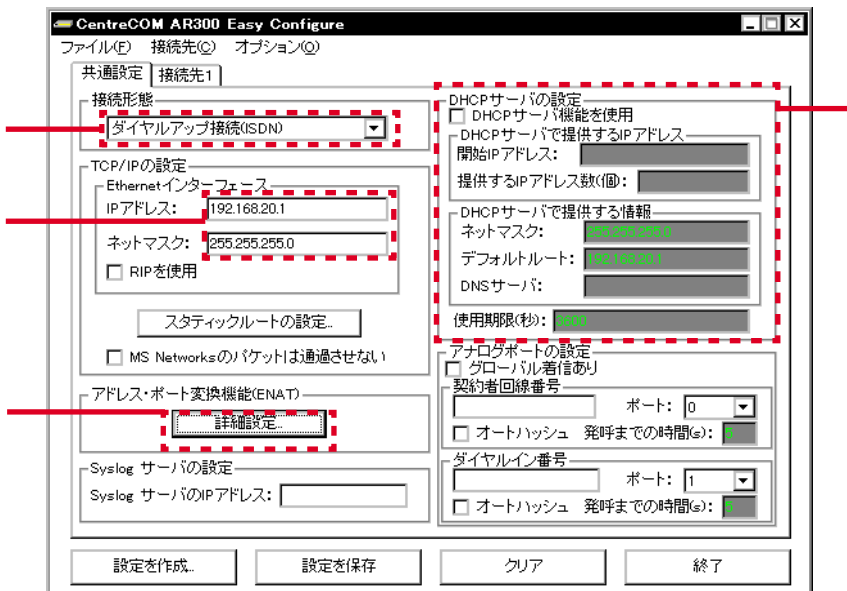 CentreCOM AR300 Easy Configure
ファイル(F) 接続先(C) オプション(O)
共通設定 接続先1
接続形態
ダイヤルアップ接続(ISDN)
TCP/IPの設定
Ethernetインターフェース
IPアドレス: 192.168.20.1
ネットマスク: 255.255.255.0
RIPを使用
スタティックルートの設定...
MS Networksのパケットは通過させない
アドレス・ポート変換機能(ENAT)
詳細設定...
Syslog サーバの設定
Syslog サーバのIPアドレス:
DHCPサーバの設定
DHCPサーバ機能を使用
DHCPサーバで提供するIPアドレス
開始IPアドレス:
提供するIPアドレス数(個):
DHCPサーバで提供する情報
ネットマスク: 255.255.255.0
デフォルトルート: 192.168.20.1
DNSサーバ:
使用期限(秒): 3600
アナログポートの設定
グローバル着信あり
契約者回線番号
ポート: 0
オートハッシュ 発呼までの時間(s): 5
ダイヤルイン番号
ポート: 1
オートハッシュ 発呼までの時間(s): 5
設定を作成... 設定を保存 クリア 終了